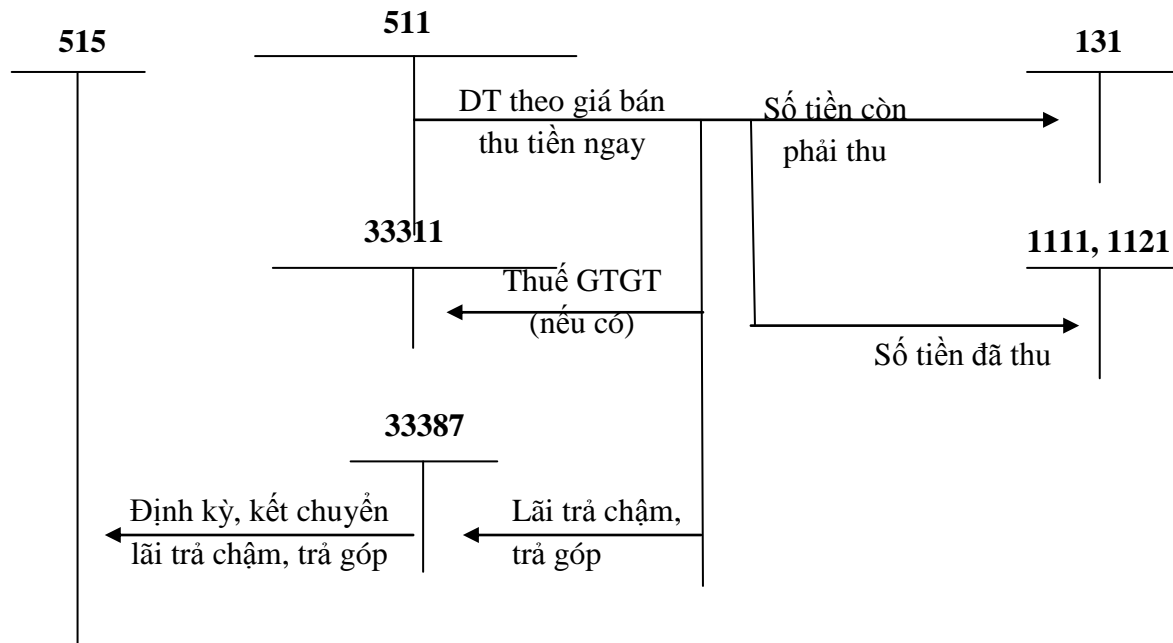 515
511
131
DT theo giá bán
thu tiền ngay
Số tiền còn
phải thu
33311
1111, 1121
Thuế GTGT
(nếu có)
Số tiền đã thu
33387
Định kỳ, kết chuyển
lãi trả chậm, trả góp
Lãi trả chậm,
trả góp